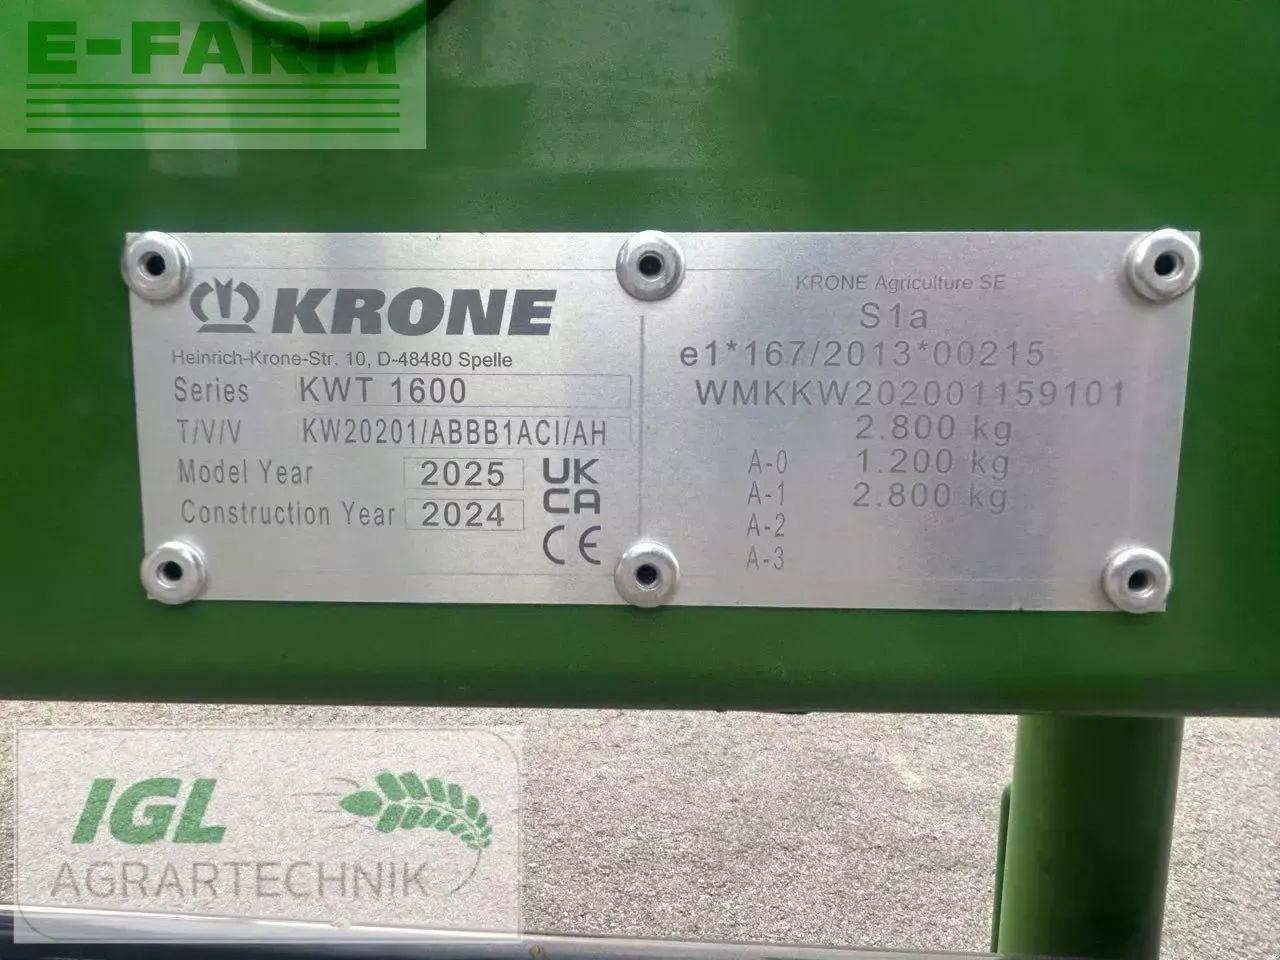 E-FARM
KRONE
Heinrich-Krone-Str. 10, D-48480 Spelle
Series KWT 1600
T/V/V KW20201/ABBB1ACI/AH
Model Year 2025
Construction Year 2024
UK
CA
CE
KRONE Agriculture SE
S1a
e1*167/2013*00215
WMKKW202001159101
2.800 kg
A-0 1.200 kg
A-1 2.800 kg
A-2
A-3
IGL
AGRARTECHNIK